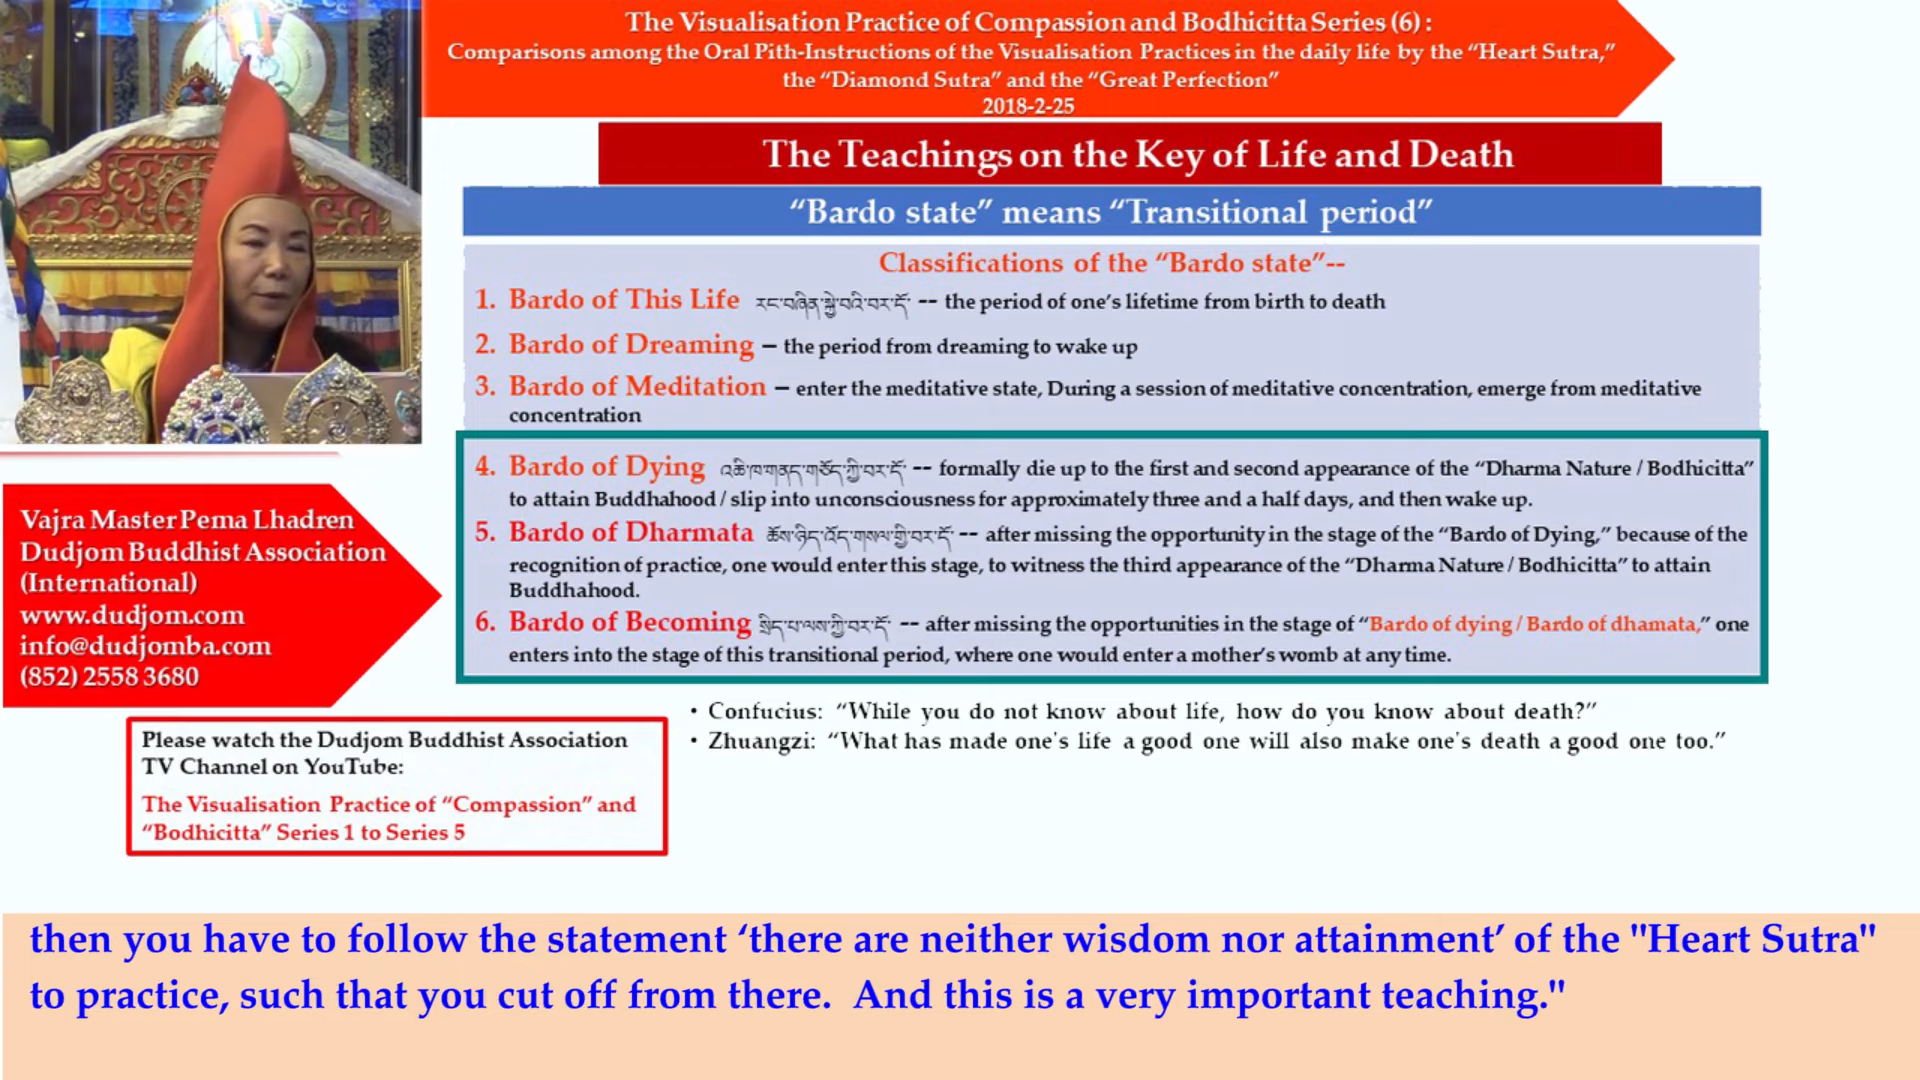 The Visualisation Practice of Compassion and Bodhicitta Series (6) :
Comparisons among the Oral Pith-Instructions of the Visualisation Practices in the daily life by the “Heart Sutra,”
the “Diamond Sutra” and the “Great Perfection”
2018-2-25
The Teachings on the Key of Life and Death
“Bardo state” means “Transitional period”
Classifications of the “Bardo state”--
1. Bardo of This Life རང་བཞིན་སྐྱེ་བའི་བར་དོ་ -- the period of one’s lifetime from birth to death
2. Bardo of Dreaming – the period from dreaming to wake up
3. Bardo of Meditation – enter the meditative state, During a session of meditative concentration, emerge from meditative
concentration
4. Bardo of Dying འཆི་ཁ་གནད་གཅོད་ཀྱི་བར་དོ་ -- formally die up to the first and second appearance of the “Dharma Nature / Bodhicitta”
to attain Buddhahood / slip into unconsciousness for approximately three and a half days, and then wake up.
5. Bardo of Dharmata ཆོས་ཉིད་འོད་གསལ་གྱི་བར་དོ་ -- after missing the opportunity in the stage of the “Bardo of Dying,” because of the
recognition of practice, one would enter this stage, to witness the third appearance of the “Dharma Nature / Bodhicitta” to attain
Buddhahood.
6. Bardo of Becoming སྲིད་པ་ལས་ཀྱི་བར་དོ་ -- after missing the opportunities in the stage of “Bardo of dying / Bardo of dhamata,” one
enters into the stage of this transitional period, where one would enter a mother’s womb at any time.
Vajra Master Pema Lhadren
Dudjom Buddhist Association
(International)
www.dudjom.com
info@dudjomba.com
(852) 2558 3680
• Confucius: “While you do not know about life, how do you know about death?”
• Zhuangzi: “What has made one's life a good one will also make one's death a good one too.”
Please watch the Dudjom Buddhist Association
TV Channel on YouTube:
The Visualisation Practice of “Compassion” and
“Bodhicitta” Series 1 to Series 5
then you have to follow the statement ‘there are neither wisdom nor attainment’ of the "Heart Sutra"
to practice, such that you cut off from there. And this is a very important teaching."